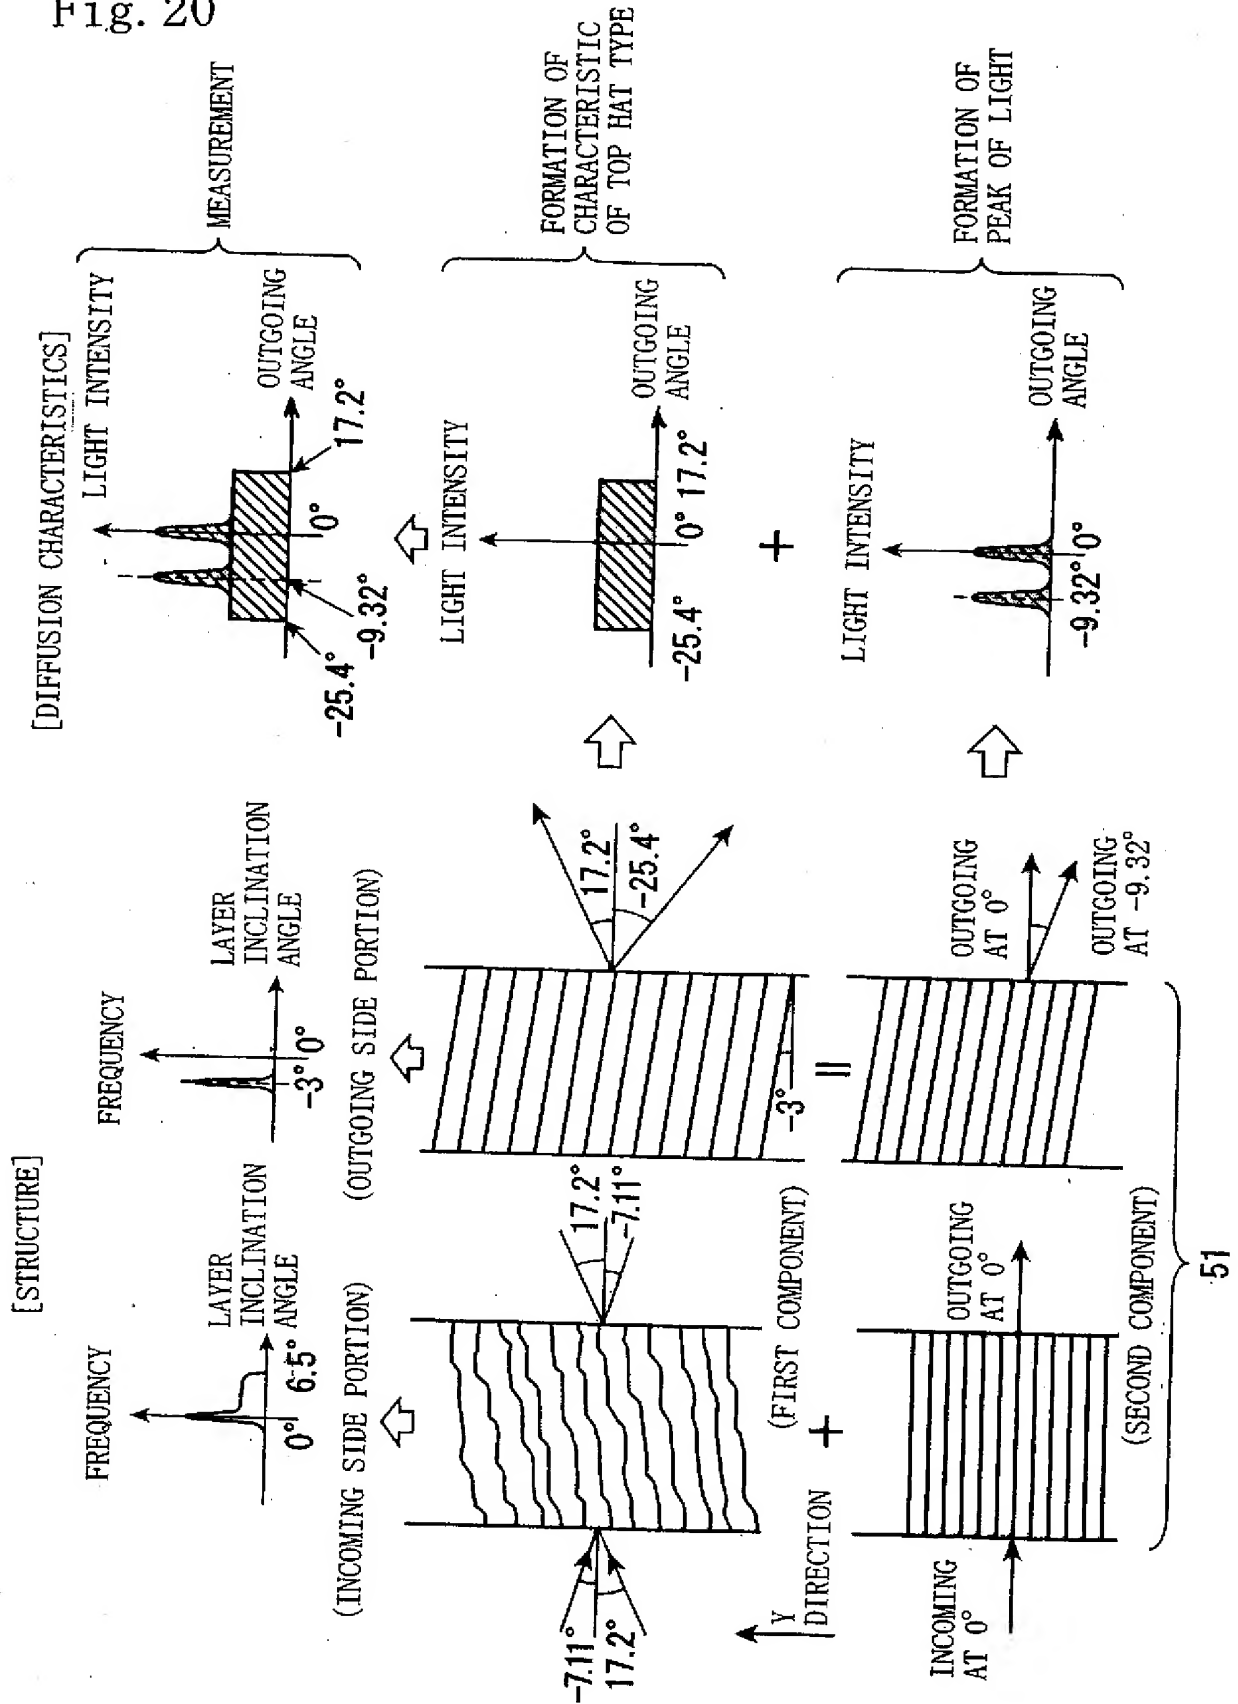 Fig. 20
[STRUCTURE]
[DIFFUSION CHARACTERISTICS]
FREQUENCY
LAYER
INCLINATION
ANGLE
0°
6.5°
(INCOMING SIDE PORTION)
FREQUENCY
LAYER
INCLINATION
ANGLE
-3°
0°
(OUTGOING SIDE PORTION)
LIGHT INTENSITY
OUTGOING
ANGLE
-25.4°
-9.32°
0°
17.2°
MEASUREMENT
-7.11°
17.2°
17.2°
-7.11°
(FIRST COMPONENT)
-3°
17.2°
-25.4°
LIGHT INTENSITY
OUTGOING
ANGLE
-25.4°
0°
17.2°
FORMATION OF
CHARACTERISTIC
OF TOP HAT TYPE
Y
DIRECTION
+
=
+
INCOMING
AT 0°
OUTGOING
AT 0°
(SECOND COMPONENT)
OUTGOING
AT 0°
OUTGOING
AT -9.32°
LIGHT INTENSITY
OUTGOING
ANGLE
-9.32°
0°
FORMATION OF
PEAK OF LIGHT
51